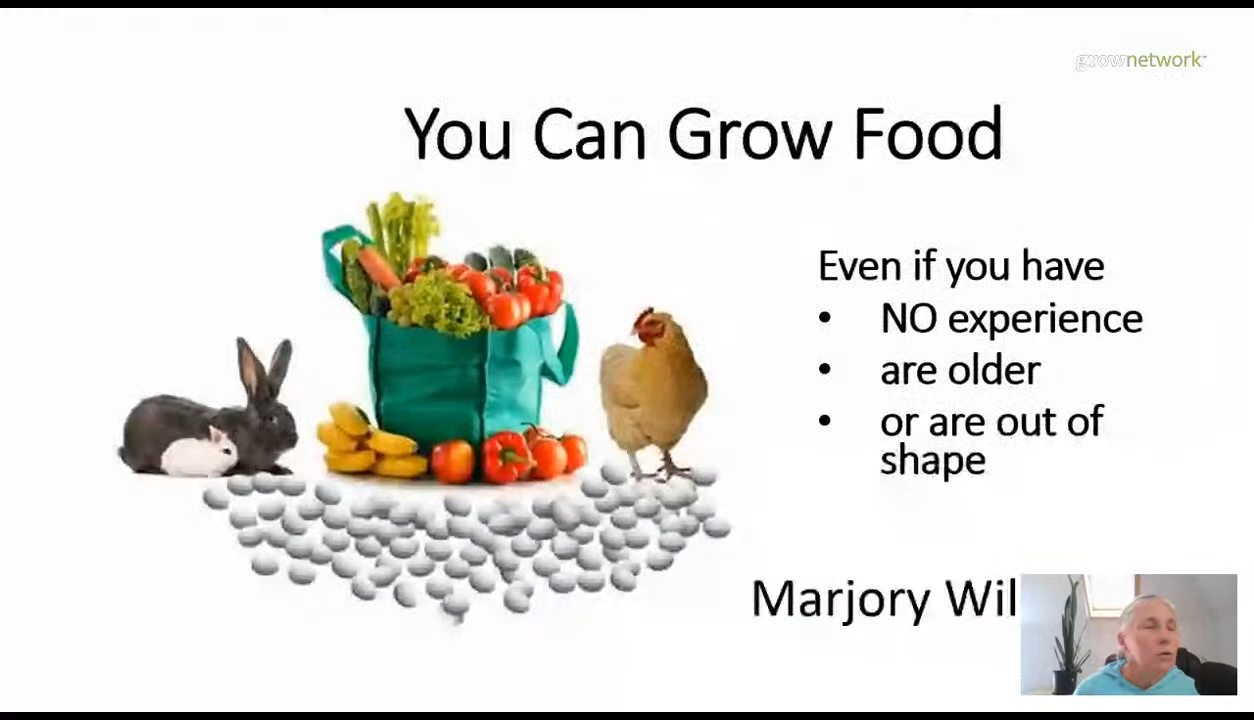 grownetwork™
You Can Grow Food
Even if you have
• NO experience
• are older
• or are out of
shape
Marjory Wil